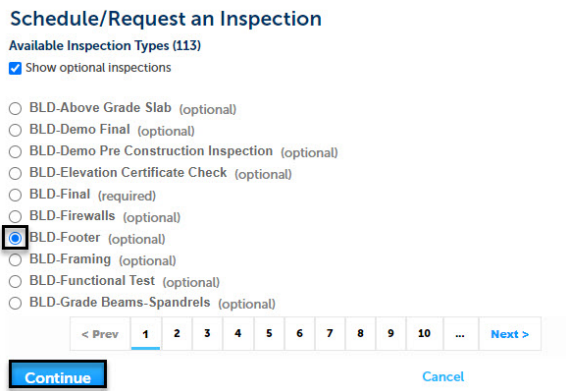 Schedule/Request an Inspection
Available Inspection Types (113)
Show optional inspections
BLD-Above Grade Slab (optional)
BLD-Demo Final (optional)
BLD-Demo Pre Construction Inspection (optional)
BLD-Elevation Certificate Check (optional)
BLD-Final (required)
BLD-Firewalls (optional)
BLD-Footer (optional)
BLD-Framing (optional)
BLD-Functional Test (optional)
BLD-Grade Beams-Spandrels (optional)
< Prev 1 2 3 4 5 6 7 8 9 10 ... Next >
Continue Cancel